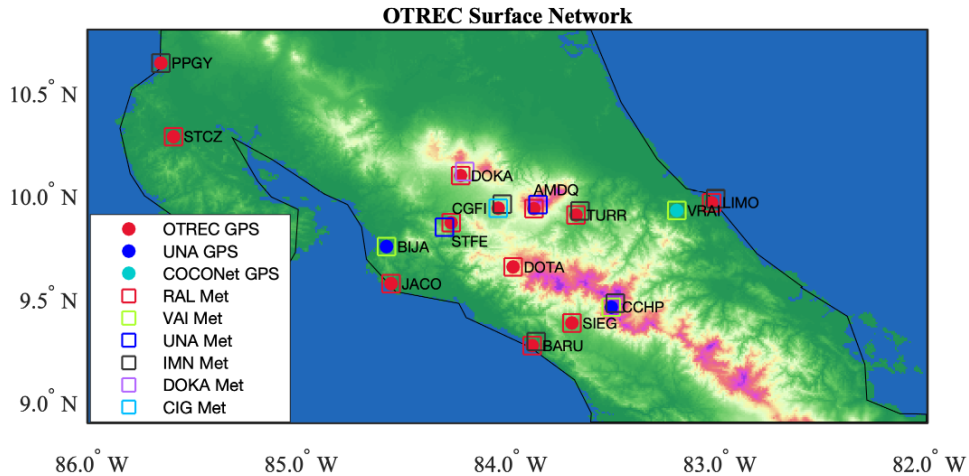 OTREC Surface Network
10.5° N
10.0° N
9.5° N
9.0° N
86.0° W
85.0° W
84.0° W
83.0° W
82.0° W
PPGY
STCZ
DOKA
AMDQ
CGFI
TURR
VRAI
LIMO
STFE
BIJA
DOTA
JACO
CCHP
SIEG
BARU
OTREC GPS
UNA GPS
COCONet GPS
RAL Met
VAI Met
UNA Met
IMN Met
DOKA Met
CIG Met